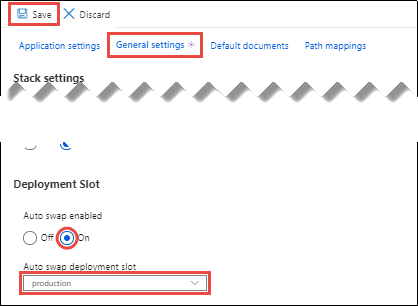 Save Discard
Application settings General settings * Default documents Path mappings
Stack settings
Deployment Slot
Auto swap enabled
Off On
Auto swap deployment slot
production